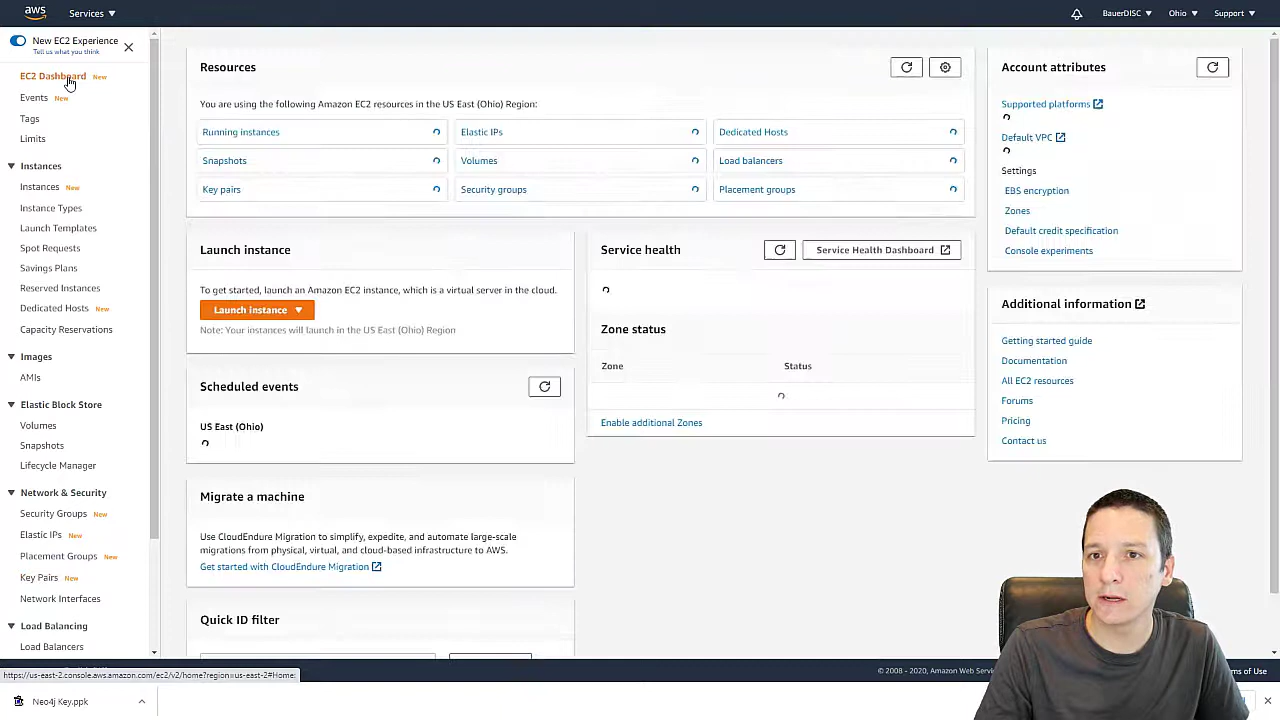 aws
Services
BauerDISC
Ohio
Support
New EC2 Experience
Tell us what you think
EC2 Dashboard New
Events New
Tags
Limits
Instances
Instances New
Instance Types
Launch Templates
Spot Requests
Savings Plans
Reserved Instances
Dedicated Hosts New
Capacity Reservations
Images
AMIs
Elastic Block Store
Volumes
Snapshots
Lifecycle Manager
Network & Security
Security Groups New
Elastic IPs New
Placement Groups New
Key Pairs New
Network Interfaces
Load Balancing
Load Balancers
Resources
You are using the following Amazon EC2 resources in the US East (Ohio) Region:
Running instances
Elastic IPs
Dedicated Hosts
Snapshots
Volumes
Load balancers
Key pairs
Security groups
Placement groups
Launch instance
To get started, launch an Amazon EC2 instance, which is a virtual server in the cloud.
Launch instance
Note: Your instances will launch in the US East (Ohio) Region
Scheduled events
US East (Ohio)
Migrate a machine
Use CloudEndure Migration to simplify, expedite, and automate large-scale
migrations from physical, virtual, and cloud-based infrastructure to AWS.
Get started with CloudEndure Migration
Quick ID filter
Service health
Service Health Dashboard
Zone status
Zone
Status
Enable additional Zones
Account attributes
Supported platforms
Default VPC
Settings
EBS encryption
Zones
Default credit specification
Console experiments
Additional information
Getting started guide
Documentation
All EC2 resources
Forums
Pricing
Contact us
https://us-east-2.console.aws.amazon.com/ec2/v2/home?region=us-east-2#Home:
© 2008 - 2020, Amazon Web
of Use
Neo4j Key.ppk